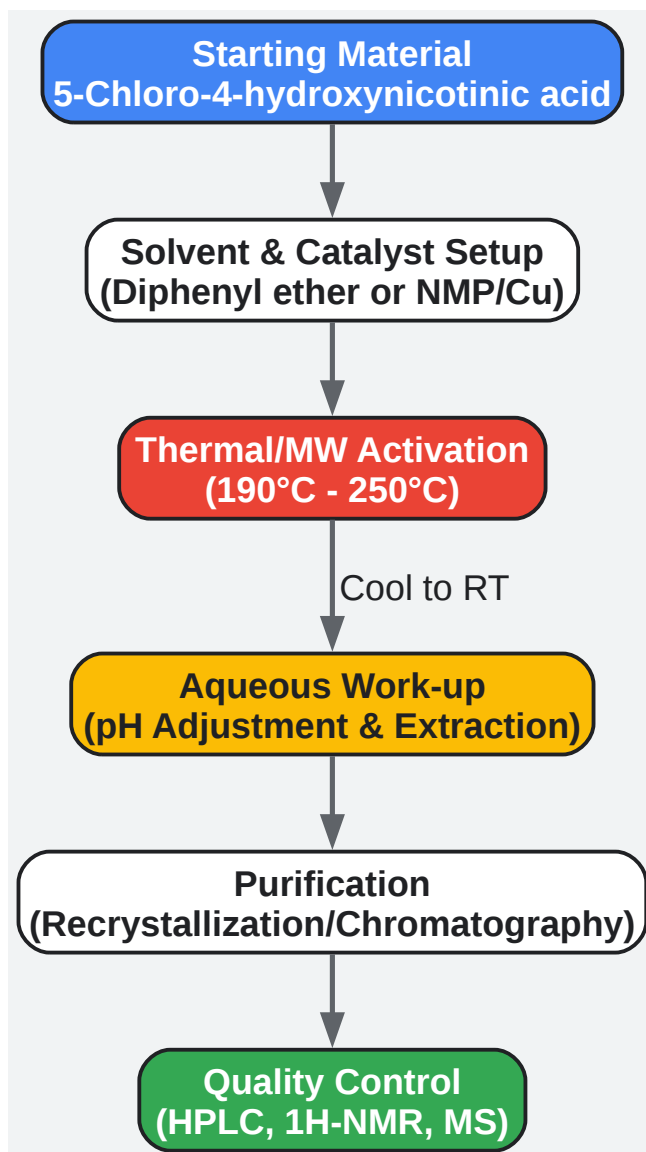 Starting Material
5-Chloro-4-hydroxynicotinic acid
Solvent & Catalyst Setup
(Diphenyl ether or NMP/Cu)
Thermal/MW Activation
(190°C - 250°C)
Cool to RT
Aqueous Work-up
(pH Adjustment & Extraction)
Purification
(Recrystallization/Chromatography)
Quality Control
(HPLC, 1H-NMR, MS)